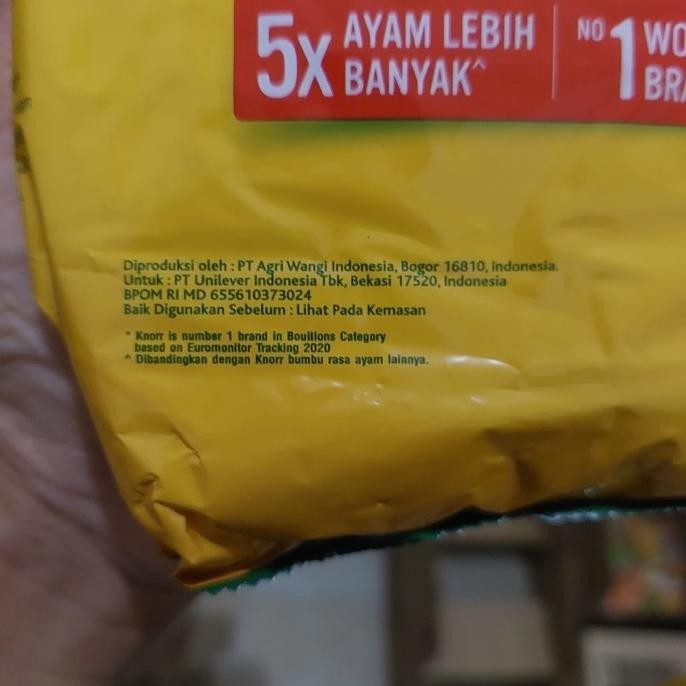 5X AYAM LEBIH
BANYAK^
NO 1
Diproduksi oleh : PT Agri Wangi Indonesia, Bogor 16810, Indonesia.
Untuk : PT Unilever Indonesia Tbk, Bekasi 17520, Indonesia
BPOM RI MD 655610373024
Baik Digunakan Sebelum : Lihat Pada Kemasan
* Knorr is number 1 brand in Bouillons Category
based on Euromonitor Tracking 2020
^ Dibandingkan dengan Knorr bumbu rasa ayam lainnya.